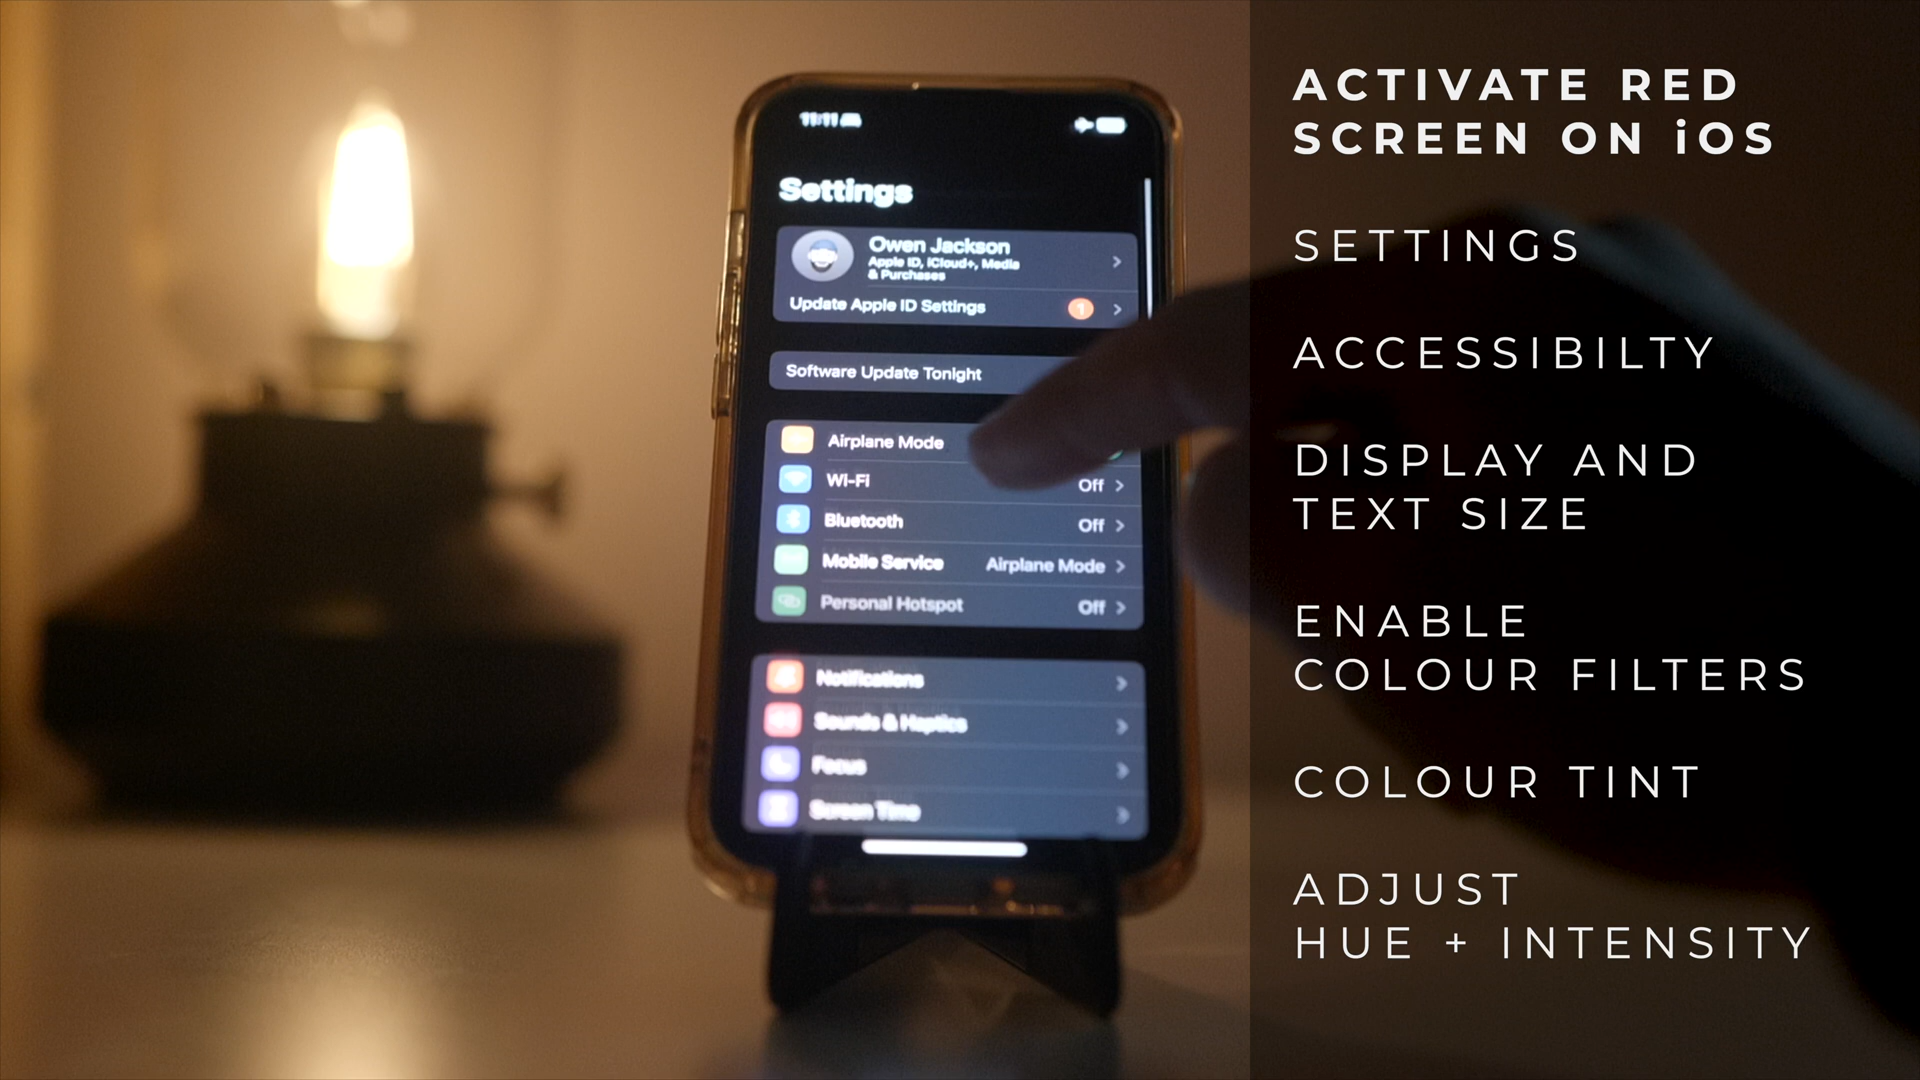 11:11
Settings
Owen Jackson
Apple ID, iCloud+, Media
& Purchases
Update Apple ID Settings
1
Software Update Tonight
Airplane Mode
Wi-Fi
Off
Bluetooth
Off
Mobile Service
Airplane Mode
Personal Hotspot
Off
Notifications
Sounds & Haptics
Focus
Screen Time
ACTIVATE RED
SCREEN ON iOS
SETTINGS
ACCESSIBILTY
DISPLAY AND
TEXT SIZE
ENABLE
COLOUR FILTERS
COLOUR TINT
ADJUST
HUE + INTENSITY